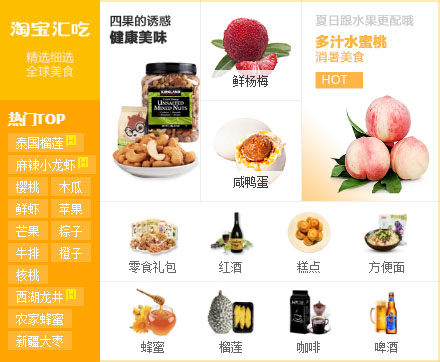 淘宝汇吃
精选细选
全球美食
热门TOP
泰国榴莲
麻辣小龙虾
樱桃 木瓜
鲜虾 苹果
芒果 粽子
牛排 橙子
核桃
西湖龙井
农家蜂蜜
新疆大枣
四果的诱惑
健康美味
KIRKLAND
UNSALTED
MIXED NUTS
鲜杨梅
咸鸭蛋
夏日跟水果更配哦
多汁水蜜桃
消暑美食
HOT
零食礼包 红酒 糕点 方便面
蜂蜜 榴莲 咖啡 啤酒